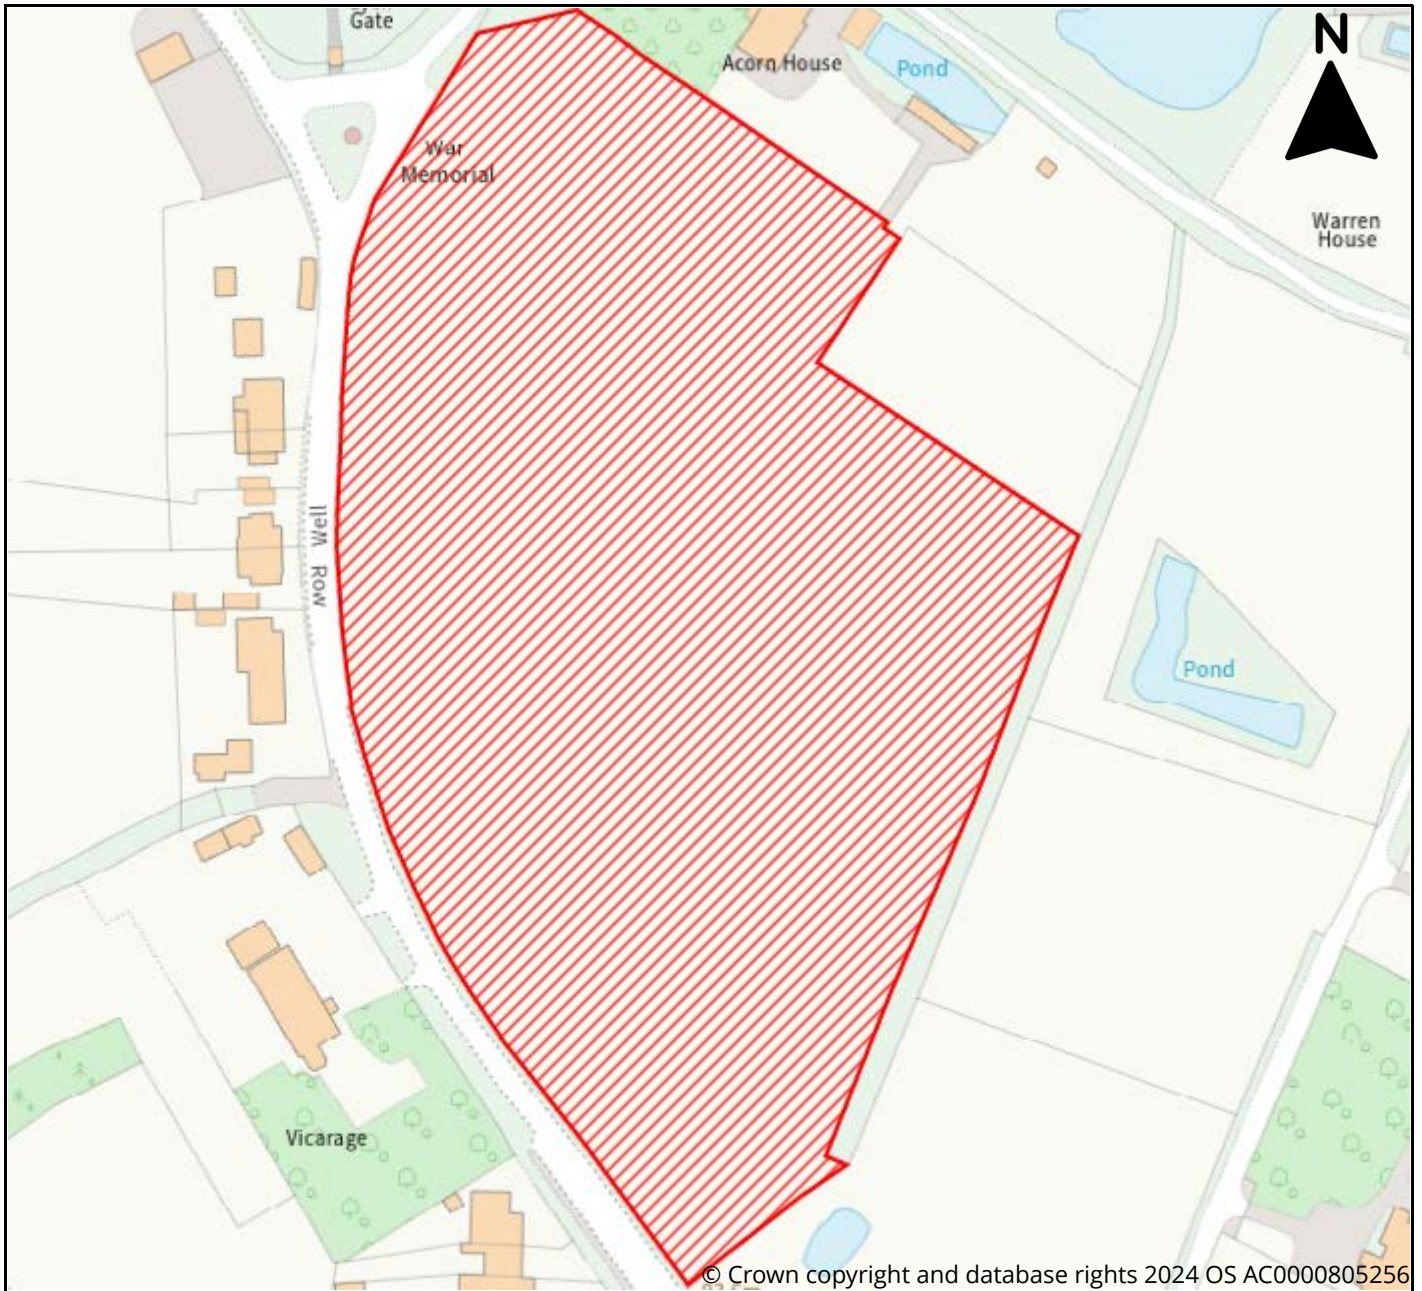 Gate
N
Acorn House
Pond
War
Memorial
Warren
House
Well Row
Pond
Vicarage
© Crown copyright and database rights 2024 OS AC0000805256